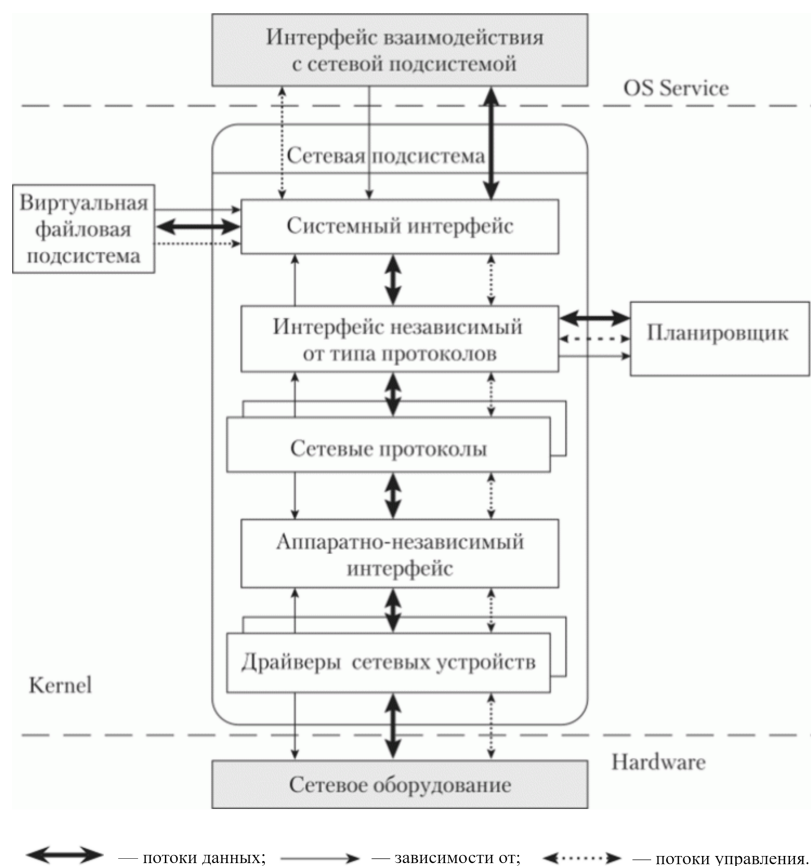 Интерфейс взаимодействия
с сетевой подсистемой
OS Service
Сетевая подсистема
Виртуальная
файловая
подсистема
Системный интерфейс
Интерфейс независимый
от типа протоколов
Планировщик
Сетевые протоколы
Аппаратно-независимый
интерфейс
Драйверы сетевых устройств
Kernel
Hardware
Сетевое оборудование
— потоки данных; — зависимости от; — потоки управления.